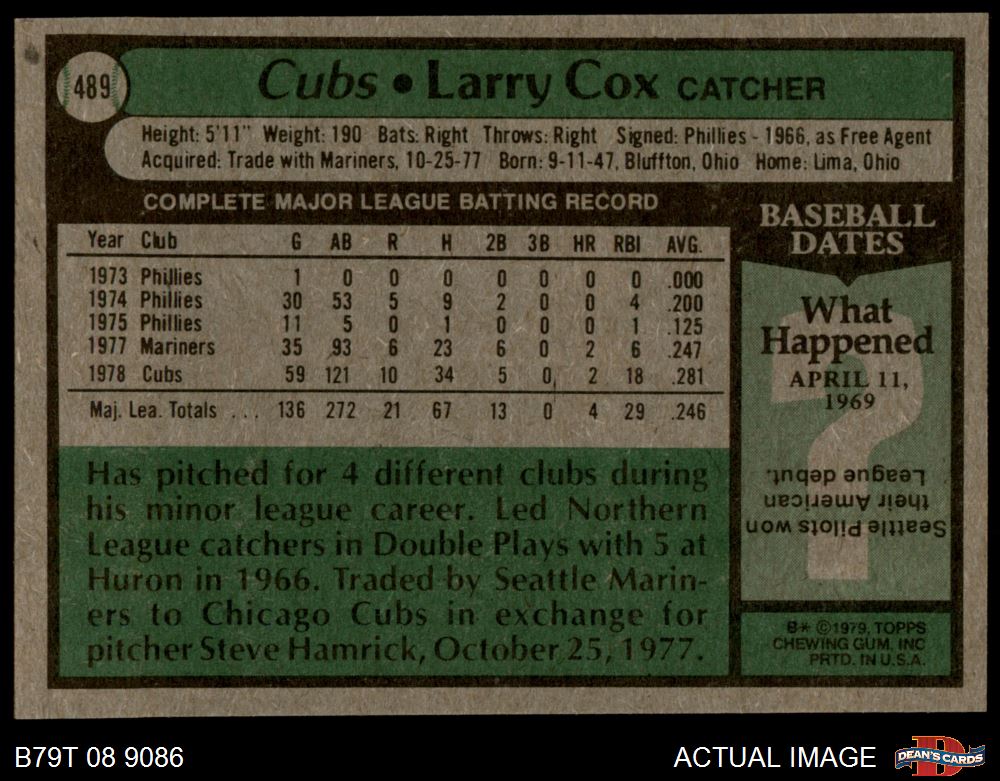 489
Cubs • Larry Cox CATCHER
Height: 5'11" Weight: 190 Bats: Right Throws: Right Signed: Phillies - 1966, as Free Agent
Acquired: Trade with Mariners, 10-25-77 Born: 9-11-47, Bluffton, Ohio Home: Lima, Ohio
COMPLETE MAJOR LEAGUE BATTING RECORD
Year Club G AB R H 2B 3B HR RBI AVG.
1973 Phillies 1 0 0 0 0 0 0 0 .000
1974 Phillies 30 53 5 9 2 0 0 4 .200
1975 Phillies 11 5 0 1 0 0 0 1 .125
1977 Mariners 35 93 6 23 6 0 2 6 .247
1978 Cubs 59 121 10 34 5 0 2 18 .281
Maj. Lea. Totals ... 136 272 21 67 13 0 4 29 .246
Has pitched for 4 different clubs during
his minor league career. Led Northern
League catchers in Double Plays with 5 at
Huron in 1966. Traded by Seattle Marin-
ers to Chicago Cubs in exchange for
pitcher Steve Hamrick, October 25, 1977.
BASEBALL
DATES
What
Happened
APRIL 11,
1969
Seattle Pilots won
their American
League debut.
B* ©1979, TOPPS
CHEWING GUM, INC
PRTD. IN U.S.A.
B79T 08 9086
ACTUAL IMAGE
D
DEAN'S CARDS